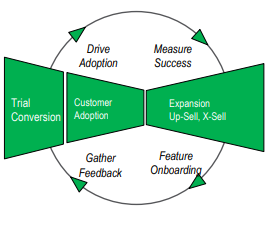 Drive
Adoption
Measure
Success
Trial
Conversion
Customer
Adoption
Expansion
Up-Sell, X-Sell
Gather
Feedback
Feature
Onboarding